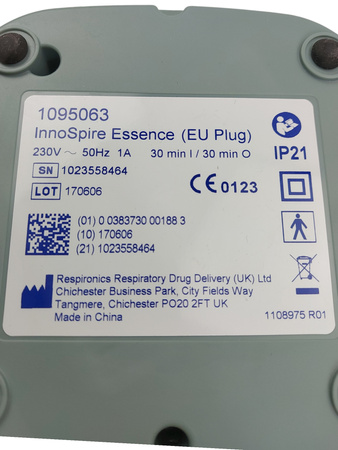 1095063
InnoSpire Essence (EU Plug)
230V ~ 50Hz 1A 30 min I / 30 min O
IP21
SN 1023558464
LOT 170606
CE 0123
(01) 0 0383730 00188 3
(10) 170606
(21) 1023558464
Respironics Respiratory Drug Delivery (UK) Ltd
Chichester Business Park, City Fields Way
Tangmere, Chichester PO20 2FT UK
Made in China
1108975 R01